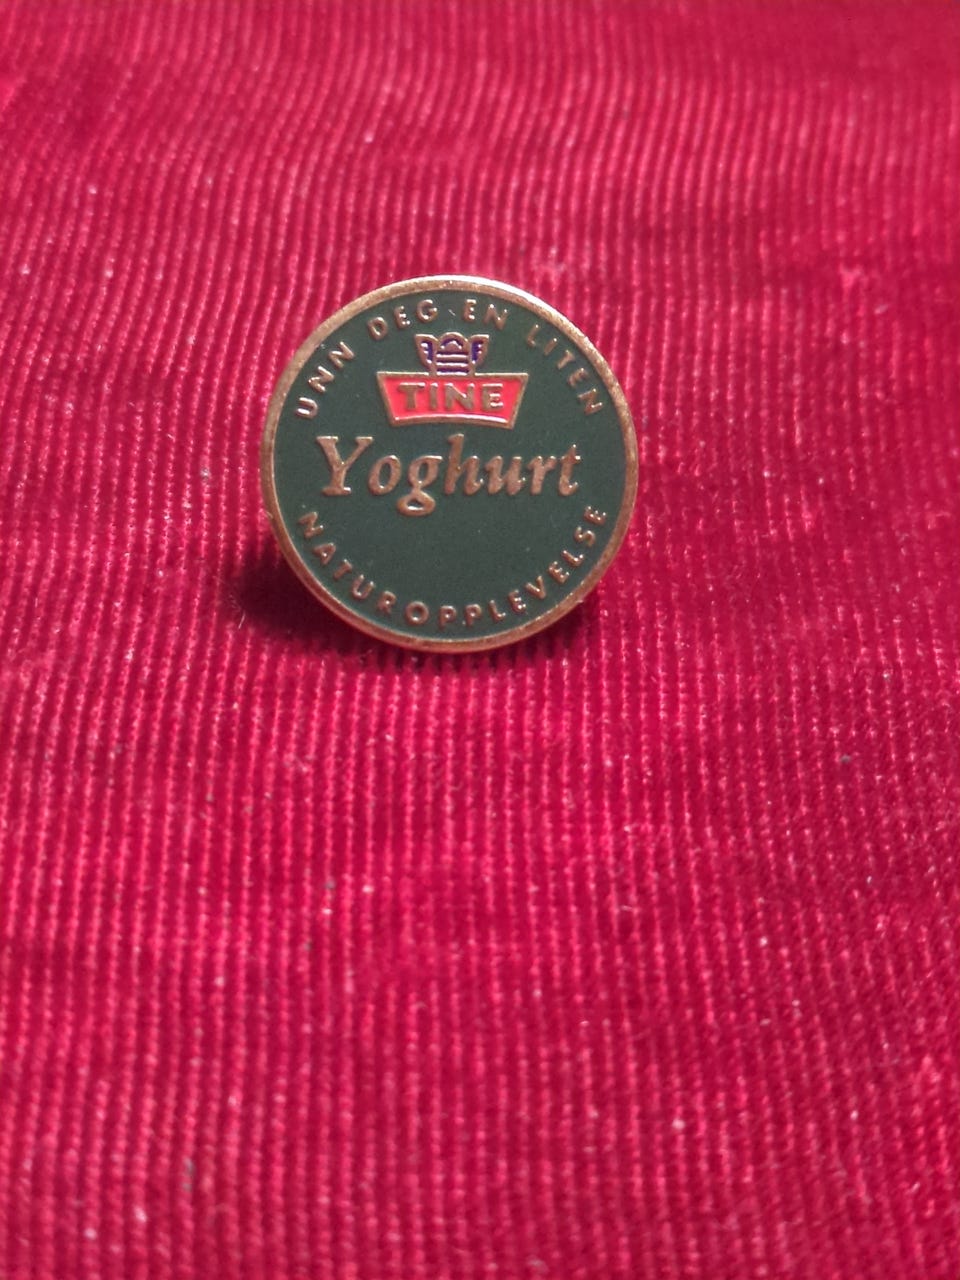 UNN DEG EN LITEN
TINE
Yoghurt
NATUROPPLEVELSE